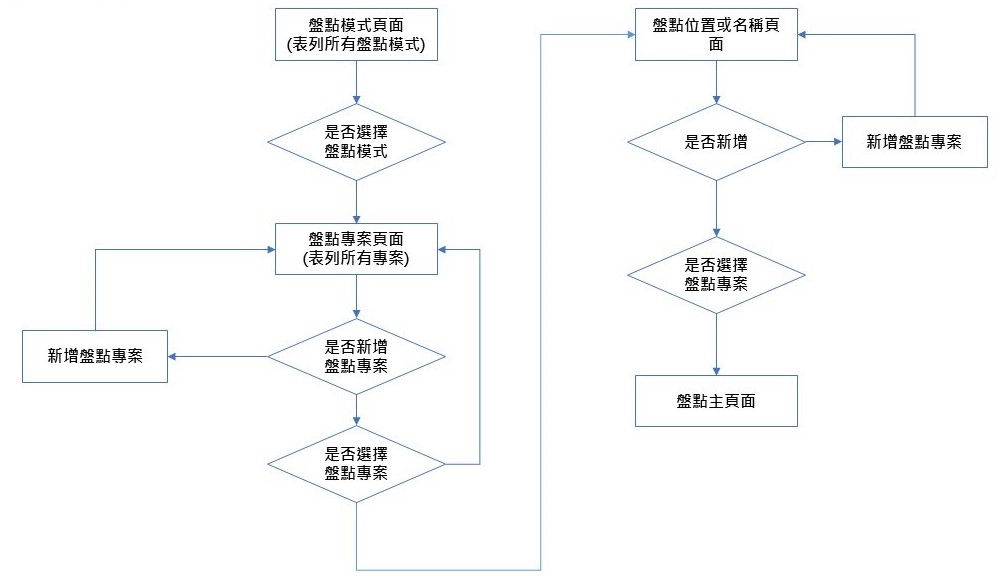 盤點模式頁面
(表列所有盤點模式)
是否選擇
盤點模式
盤點專案頁面
(表列所有專案)
是否新增
盤點專案
新增盤點專案
是否選擇
盤點專案
盤點位置或名稱頁
面
是否新增
新增盤點專案
是否選擇
盤點專案
盤點主頁面